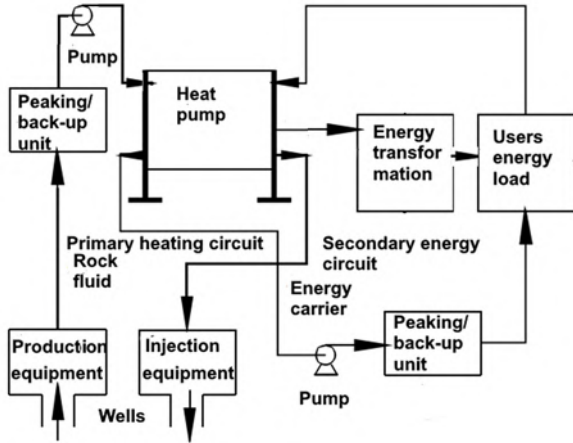 Pump
Peaking/
back-up
unit
Heat
pump
Energy
transfor
mation
Users
energy
load
Primary heating circuit
Rock
fluid
Secondary energy
circuit
Energy
carrier
Production
equipment
Injection
equipment
Peaking/
back-up
unit
Wells
Pump